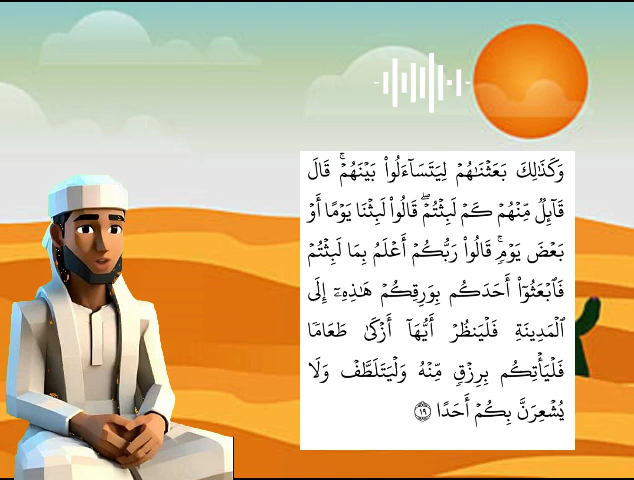 وَكَذَٰلِكَ بَعَثْنَٰهُمْ لِيَتَسَآءَلُوا۟ بَيْنَهُمْ ۚ قَالَ
قَآئِلٌ مِّنْهُمْ كَمْ لَبِثْتُمْ ۖ قَالُوا۟ لَبِثْنَا يَوْمًا أَوْ
بَعْضَ يَوْمٍ ۚ قَالُوا۟ رَبُّكُمْ أَعْلَمُ بِمَا لَبِثْتُمْ
فَٱبْعَثُوٓا۟ أَحَدَكُم بِوَرِقِكُمْ هَٰذِهِۦٓ إِلَى
ٱلْمَدِينَةِ فَلْيَنظُرْ أَيُّهَآ أَزْكَىٰ طَعَامًا
فَلْيَأْتِكُم بِرِزْقٍ مِّنْهُ وَلْيَتَلَطَّفْ وَلَا
يُشْعِرَنَّ بِكُمْ أَحَدًا ١٩